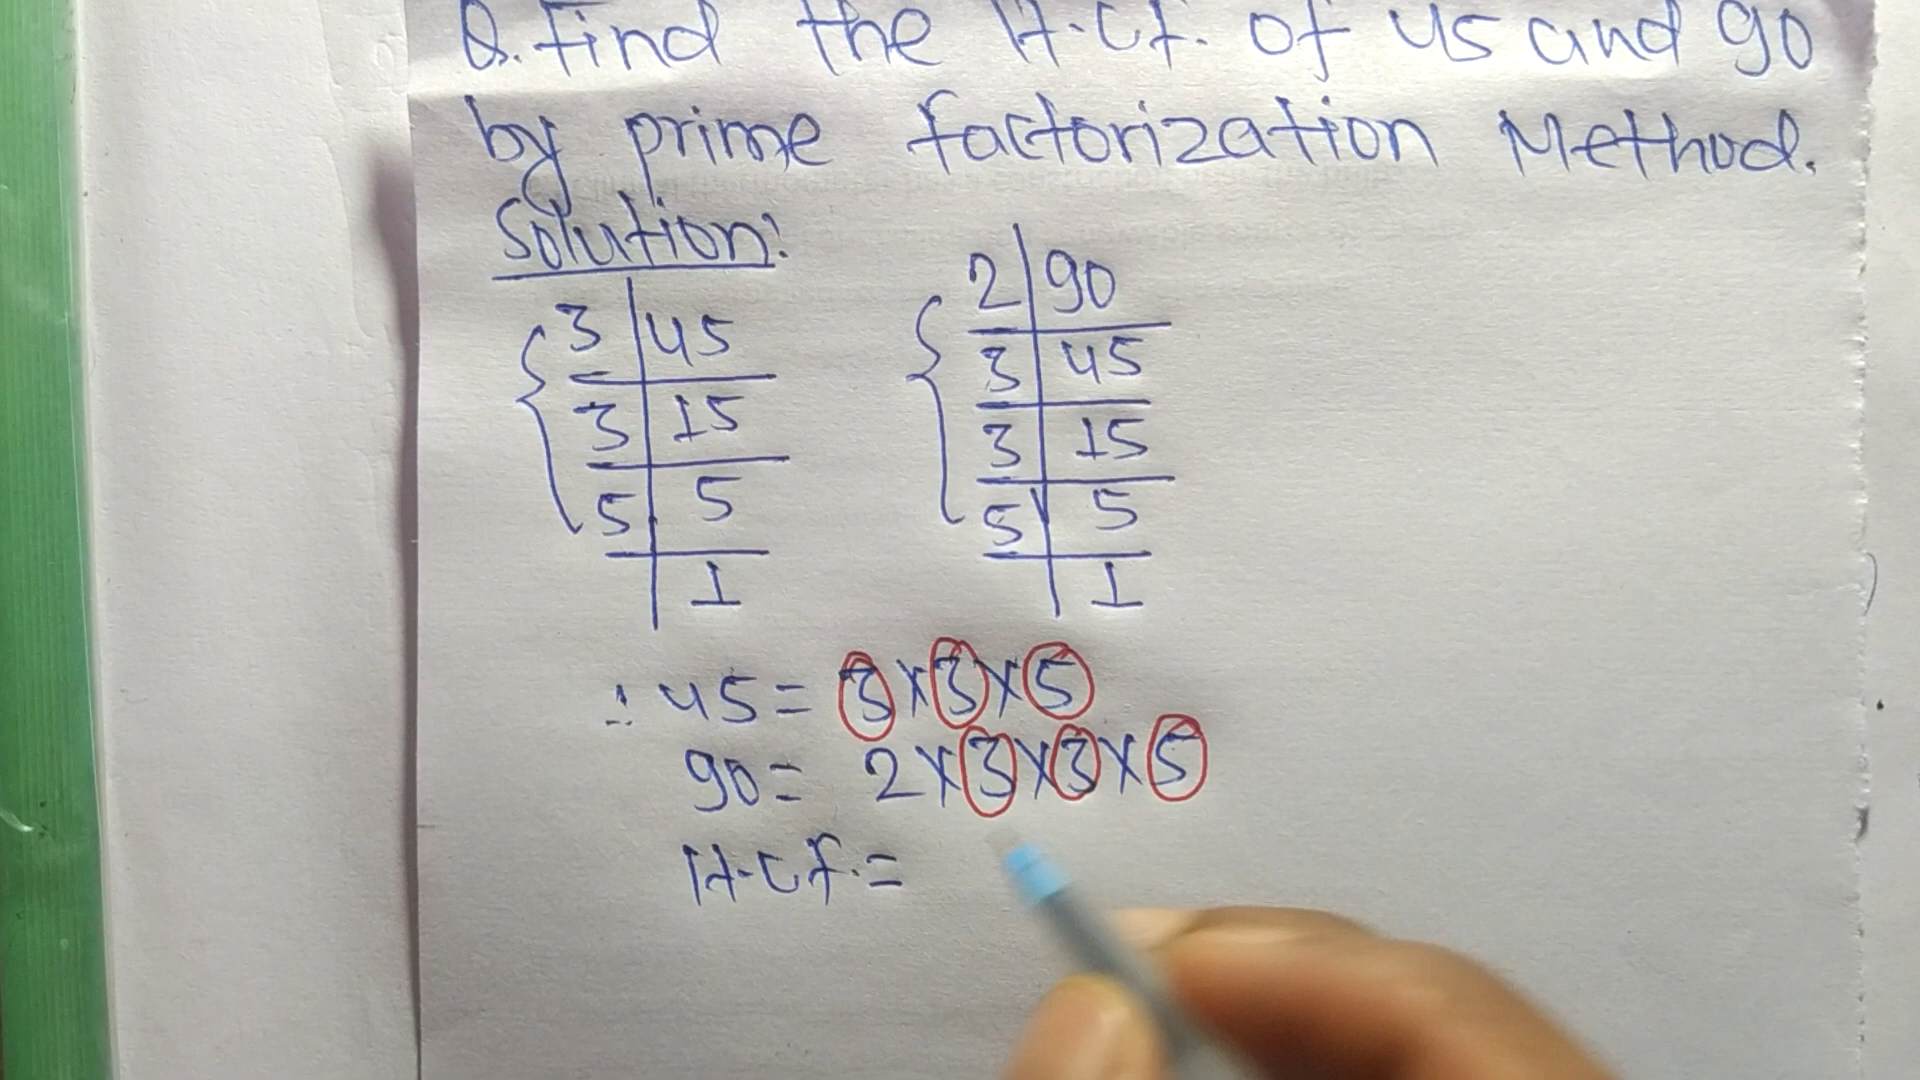 Q. Find the H.C.F. of 45 and 90
by prime factorization Method.
Solution:
3 | 45
3 | 15
5 | 5
1
2 | 90
3 | 45
3 | 15
5 | 5
1
∴ 45 = 3×3×5
90 = 2×3×3×5
H.C.F. =